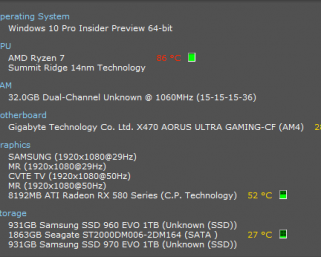 perating System
Windows 10 Pro Insider Preview 64-bit
PU
AMD Ryzen 7 86 °C
Summit Ridge 14nm Technology
AM
32.0GB Dual-Channel Unknown @ 1060MHz (15-15-15-36)
otherboard
Gigabyte Technology Co. Ltd. X470 AORUS ULTRA GAMING-CF (AM4) 28
raphics
SAMSUNG (1920x1080@29Hz)
MR (1920x1080@29Hz)
CVTE TV (1920x1080@50Hz)
MR (1920x1080@50Hz)
8192MB ATI Radeon RX 580 Series (C.P. Technology) 52 °C
torage
931GB Samsung SSD 960 EVO 1TB (Unknown (SSD))
1863GB Seagate ST2000DM006-2DM164 (SATA ) 27 °C
931GB Samsung SSD 970 EVO 1TB (Unknown (SSD))